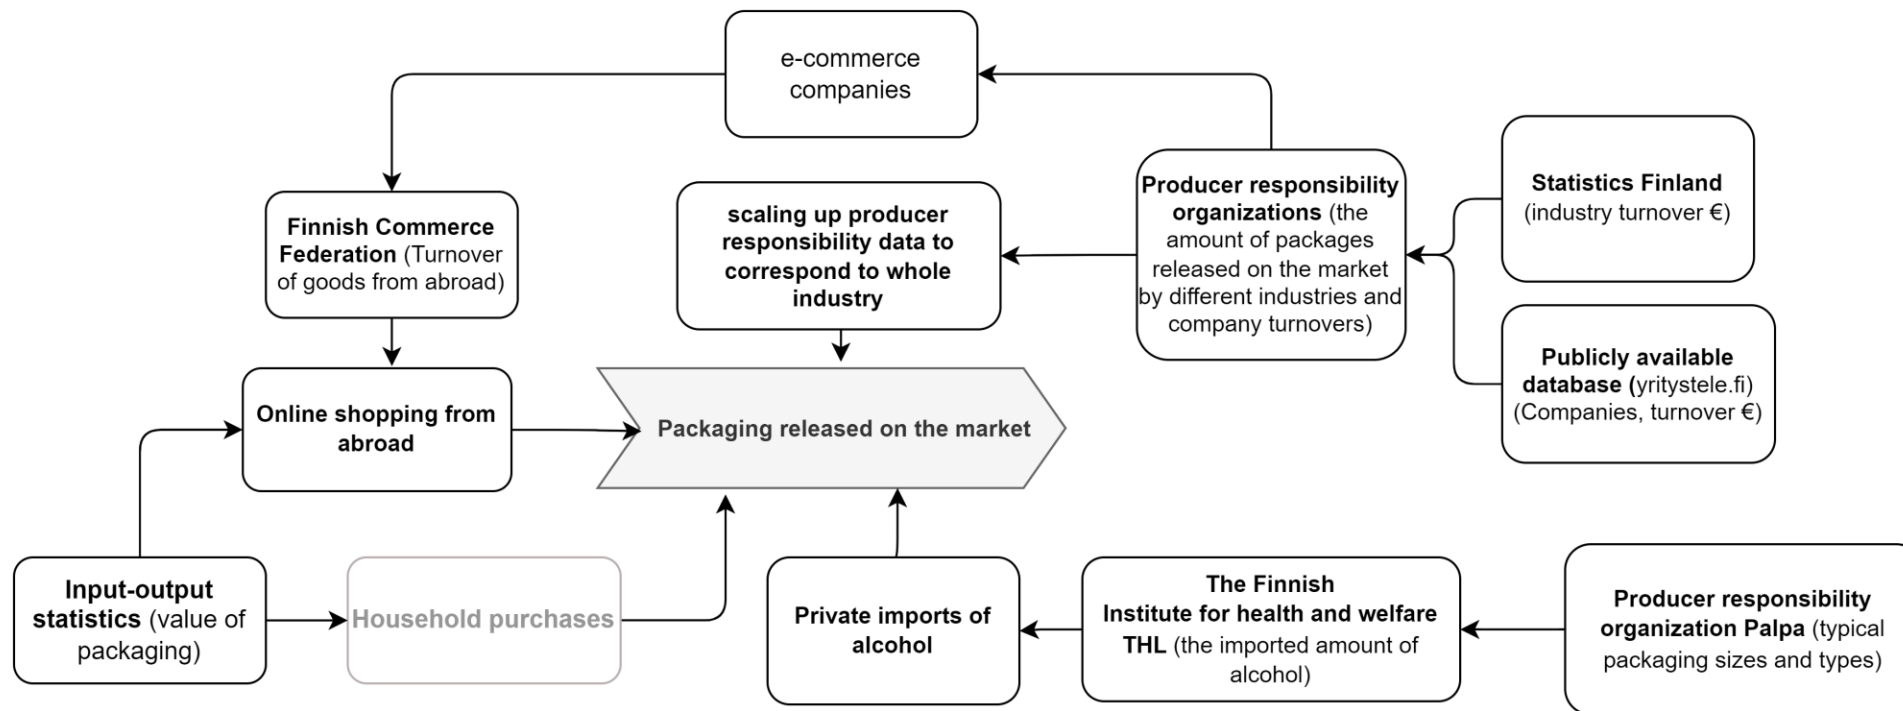 e-commerce
companies
Finnish Commerce
Federation (Turnover
of goods from abroad)
scaling up producer
responsibility data to
correspond to whole
industry
Producer responsibility
organizations (the
amount of packages
released on the market
by different industries and
company turnovers)
Statistics Finland
(industry turnover €)
Publicly available
database (yritystele.fi)
(Companies, turnover €)
Online shopping from
abroad
Packaging released on the market
Input-output
statistics (value of
packaging)
Household purchases
Private imports of
alcohol
The Finnish
Institute for health and welfare
THL (the imported amount of
alcohol)
Producer responsibility
organization Palpa (typical
packaging sizes and types)